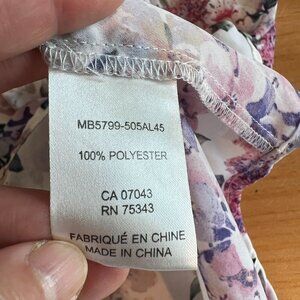 MB5799-505AL45
100% POLYESTER
CA 07043
RN 75343
FABRIQUÉ EN CHINE
MADE IN CHINA